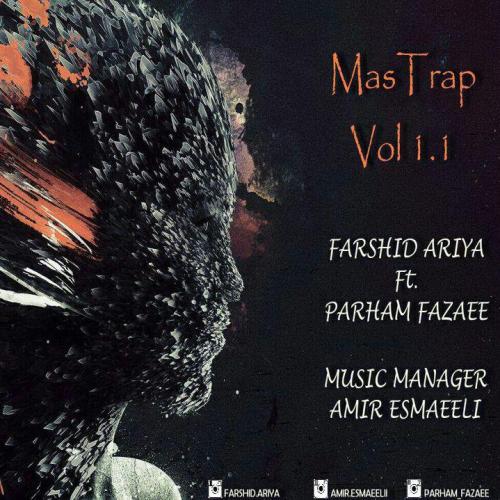 MasTrap
Vol 1.1
FARSHID ARIYA
Ft.
PARHAM FAZAEE
MUSIC MANAGER
AMIR ESMAEELI
FARSHID.ARIYA AMIR.ESMAEELII PARHAM_FAZAEE